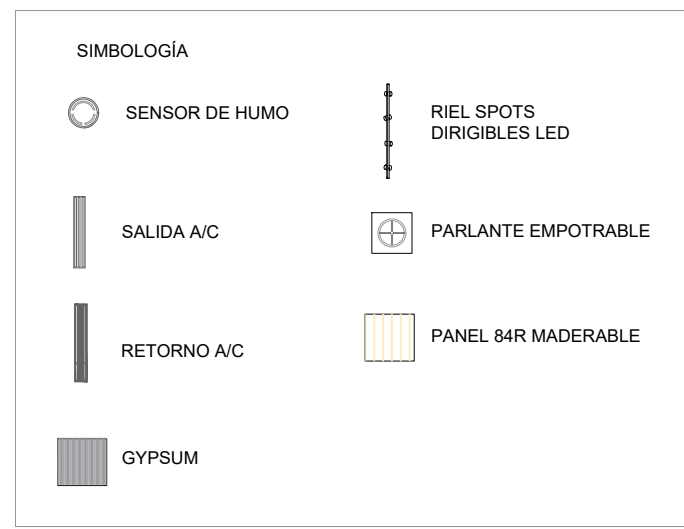 SIMBOLOGÍA
SENSOR DE HUMO
SALIDA A/C
RETORNO A/C
GYPSUM
RIEL SPOTS
DIRIGIBLES LED
PARLANTE EMPOTRABLE
PANEL 84R MADERABLE